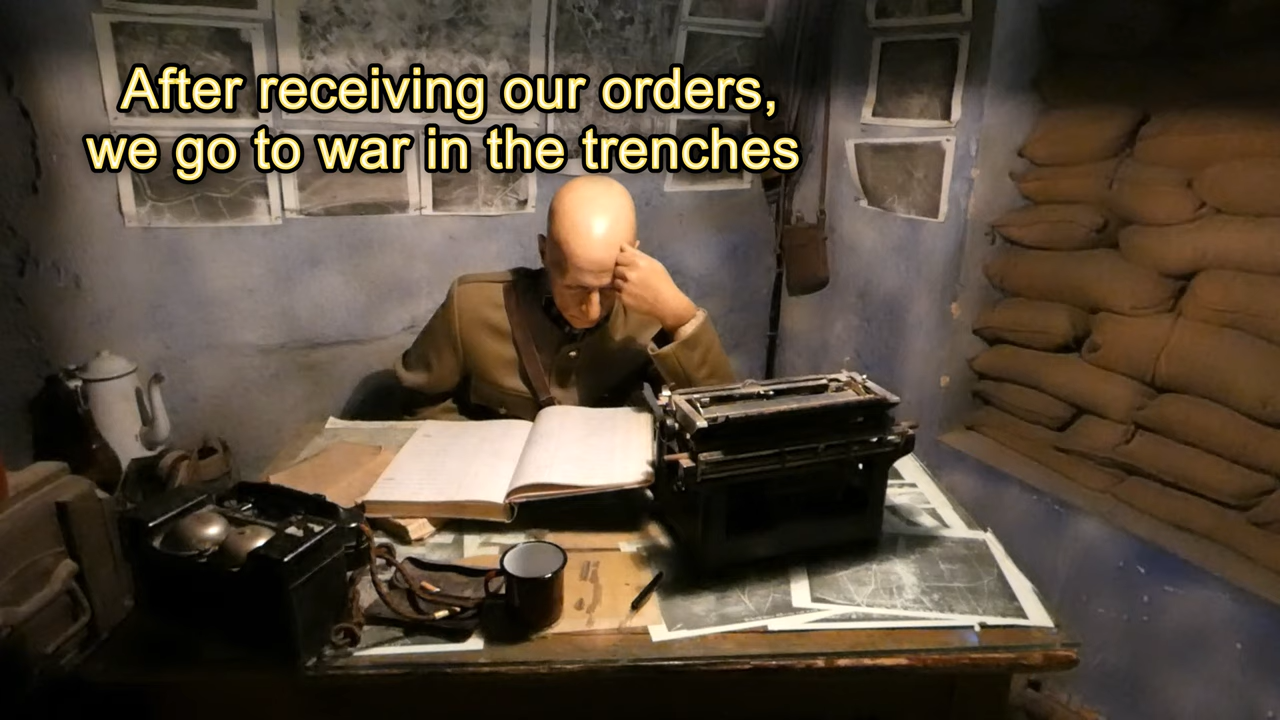 After receiving our orders,
we go to war in the trenches